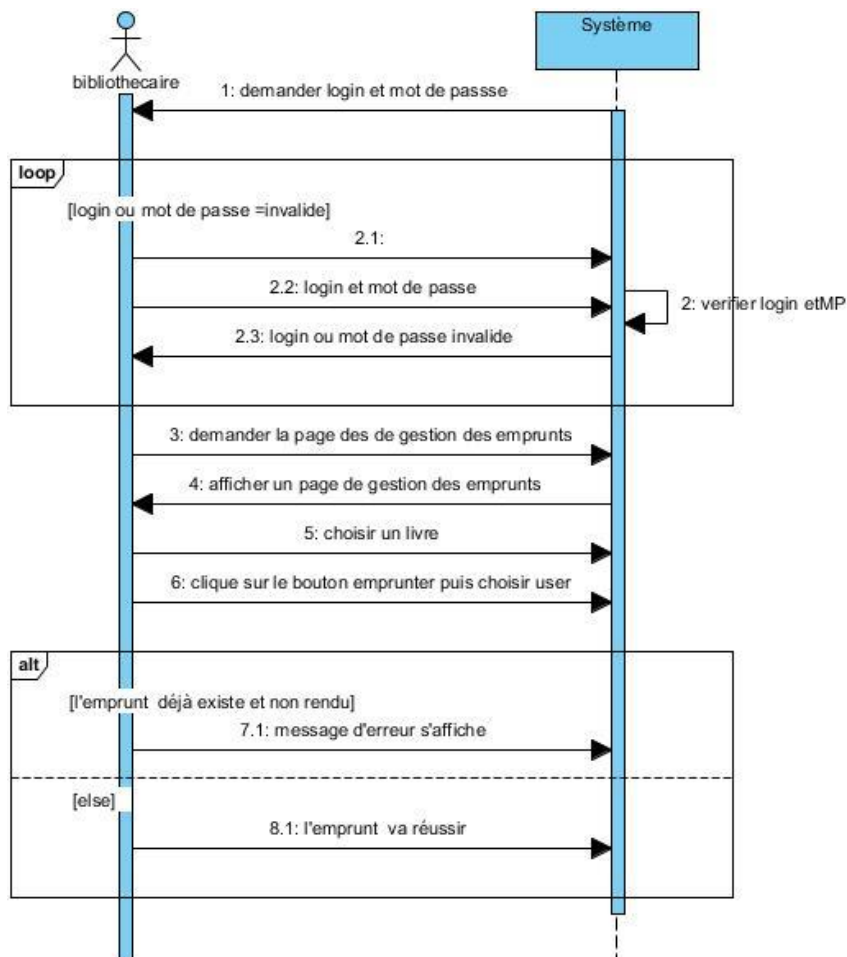 Système
bibliothecaire
1: demander login et mot de passse
loop
[login ou mot de passe =invalide]
2.1:
2.2: login et mot de passe
2: verifier login etMP
2.3: login ou mot de passe invalide
3: demander la page des de gestion des emprunts
4: afficher un page de gestion des emprunts
5: choisir un livre
6: clique sur le bouton emprunter puis choisir user
alt
[l'emprunt déjà existe et non rendu]
7.1: message d'erreur s'affiche
[else]
8.1: l'emprunt va réussir